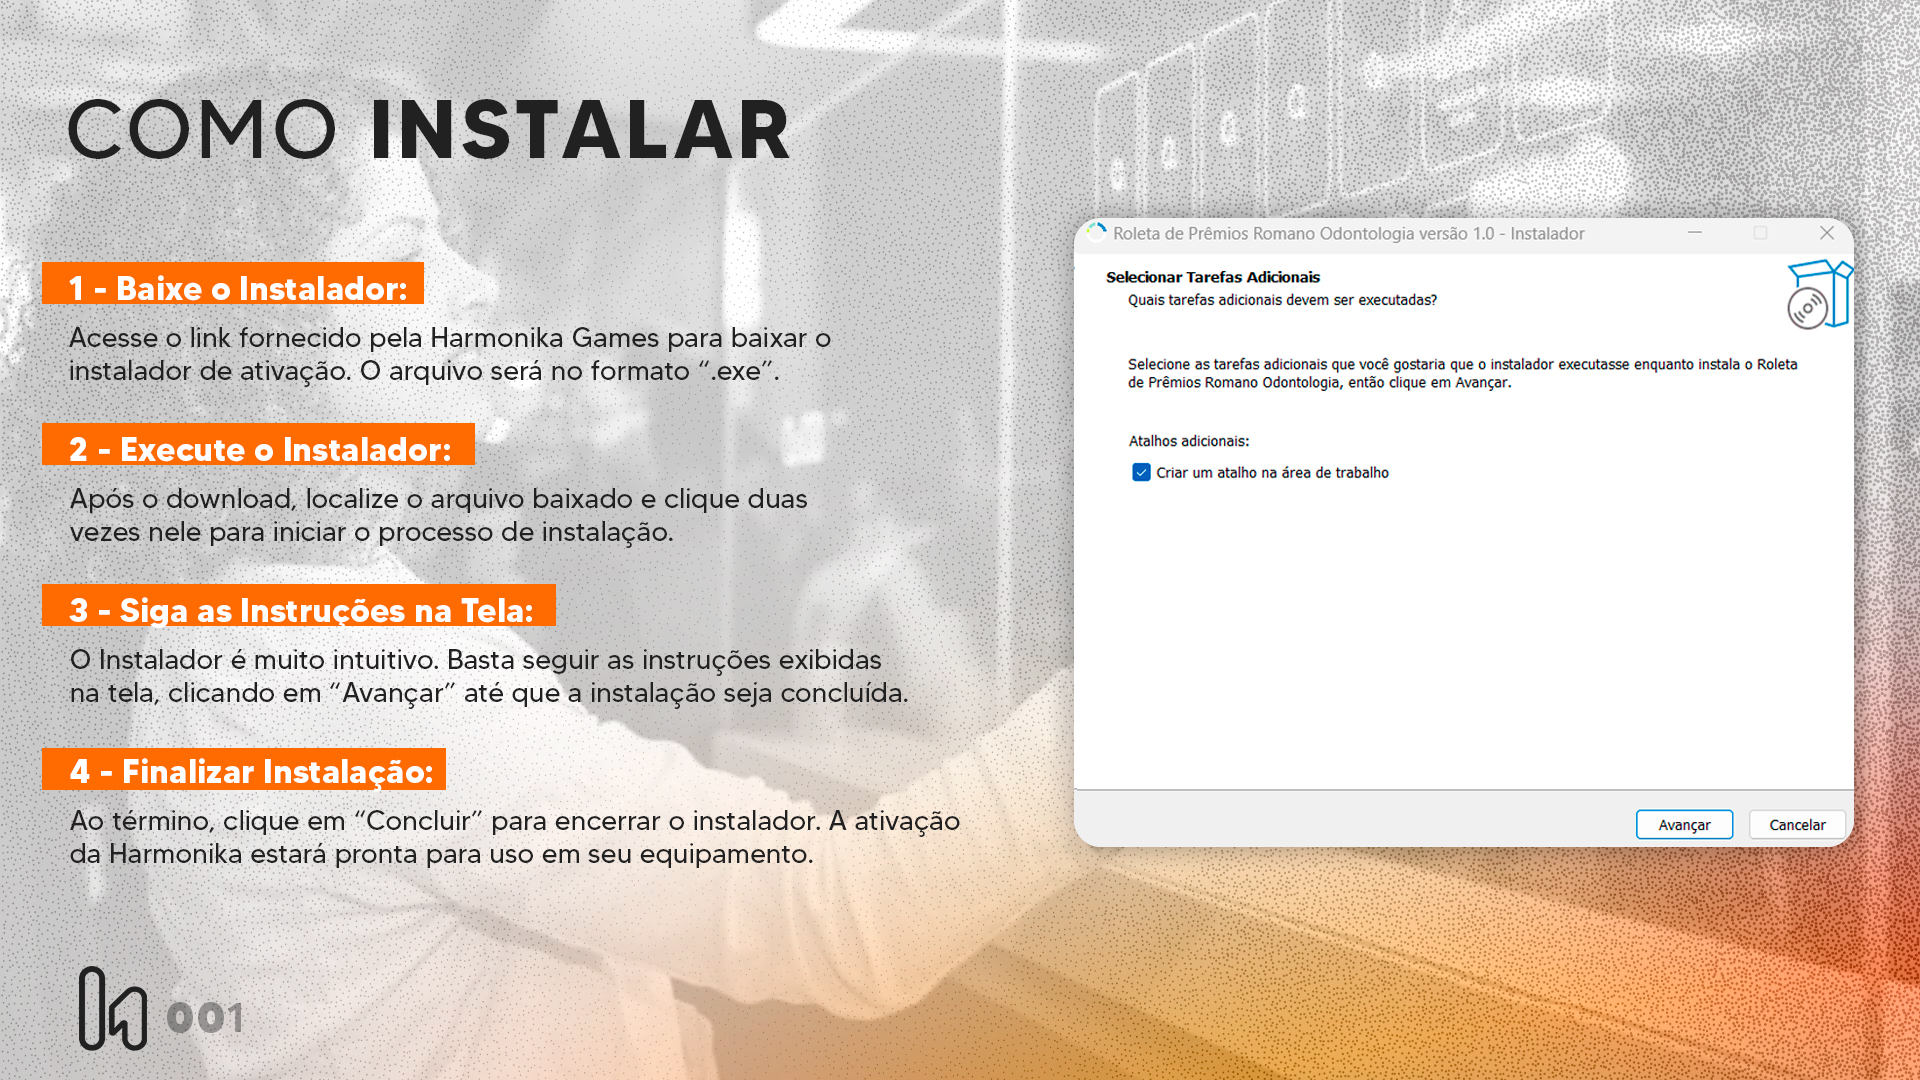 COMO INSTALAR
1 - Baixe o Instalador:
Acesse o link fornecido pela Harmonika Games para baixar o
instalador de ativação. O arquivo será no formato “.exe”.
2 - Execute o Instalador:
Após o download, localize o arquivo baixado e clique duas
vezes nele para iniciar o processo de instalação.
3 - Siga as Instruções na Tela:
O Instalador é muito intuitivo. Basta seguir as instruções exibidas
na tela, clicando em “Avançar” até que a instalação seja concluída.
4 - Finalizar Instalação:
Ao término, clique em “Concluir” para encerrar o instalador. A ativação
da Harmonika estará pronta para uso em seu equipamento.
001
Roleta de Prêmios Romano Odontologia versão 1.0 - Instalador
Selecionar Tarefas Adicionais
Quais tarefas adicionais devem ser executadas?
Selecione as tarefas adicionais que você gostaria que o instalador executasse enquanto instala o Roleta
de Prêmios Romano Odontologia, então clique em Avançar.
Atalhos adicionais:
Criar um atalho na área de trabalho
Avançar
Cancelar